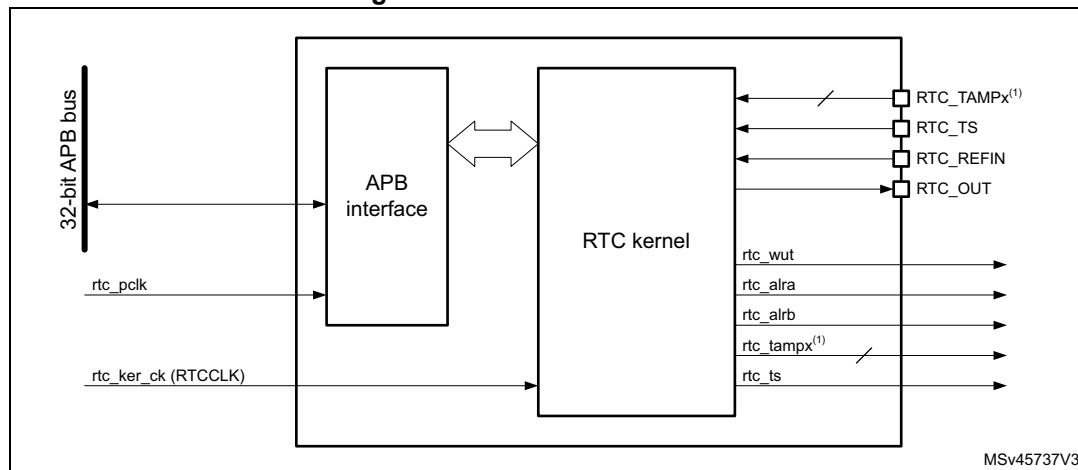 32-bit APB bus
APB
interface
RTC kernel
RTC_TAMPx(1)
RTC_TS
RTC_REFIN
RTC_OUT
rtc_pclk
rtc_ker_ck (RTCCLK)
rtc_wut
rtc_alra
rtc_alrb
rtc_tampx(1)
rtc_ts
MSv45737V3